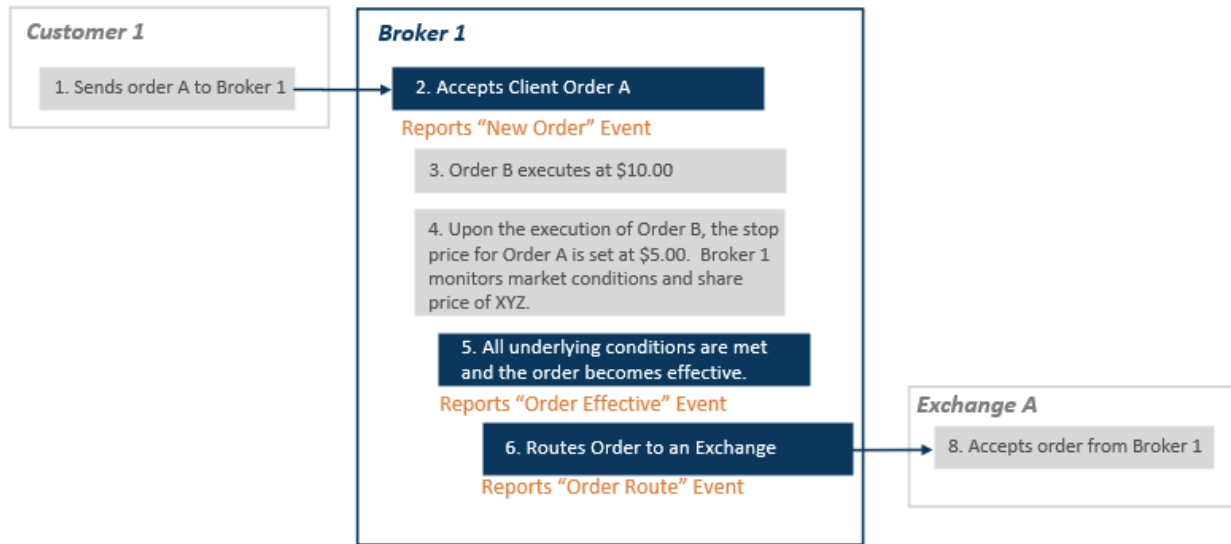 Customer 1
1. Sends order A to Broker 1
Broker 1
2. Accepts Client Order A
Reports “New Order” Event
3. Order B executes at $10.00
4. Upon the execution of Order B, the stop
price for Order A is set at $5.00.  Broker 1
monitors market conditions and share
price of XYZ.
5. All underlying conditions are met
and the order becomes effective.
Reports “Order Effective” Event
6. Routes Order to an Exchange
Reports “Order Route” Event
Exchange A
8. Accepts order from Broker 1